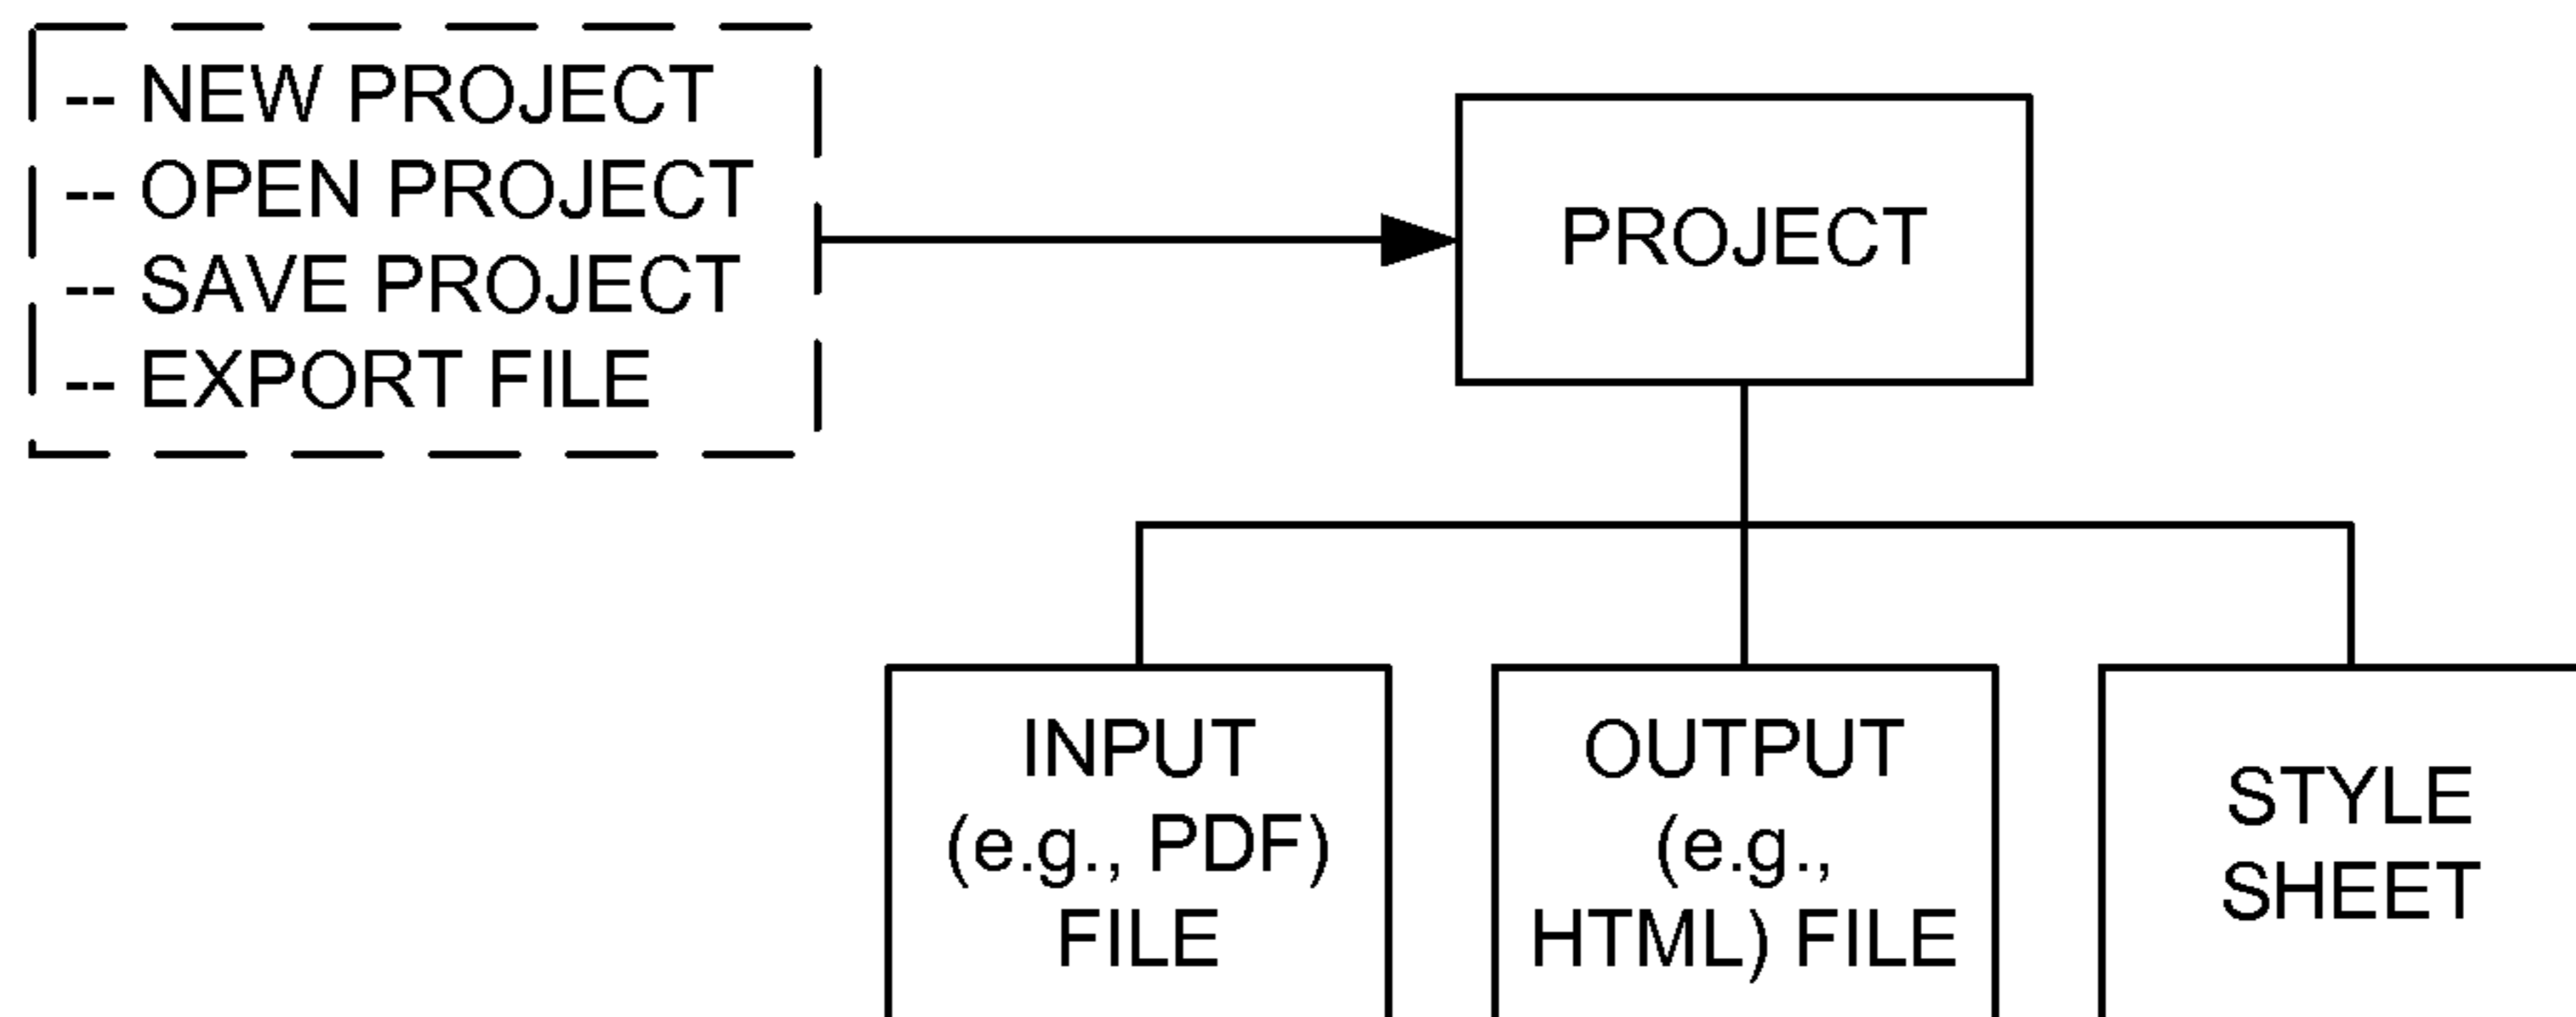 -- NEW PROJECT
-- OPEN PROJECT
-- SAVE PROJECT
-- EXPORT FILE
PROJECT
INPUT
(e.g., PDF)
FILE
OUTPUT
(e.g.,
HTML) FILE
STYLE
SHEET